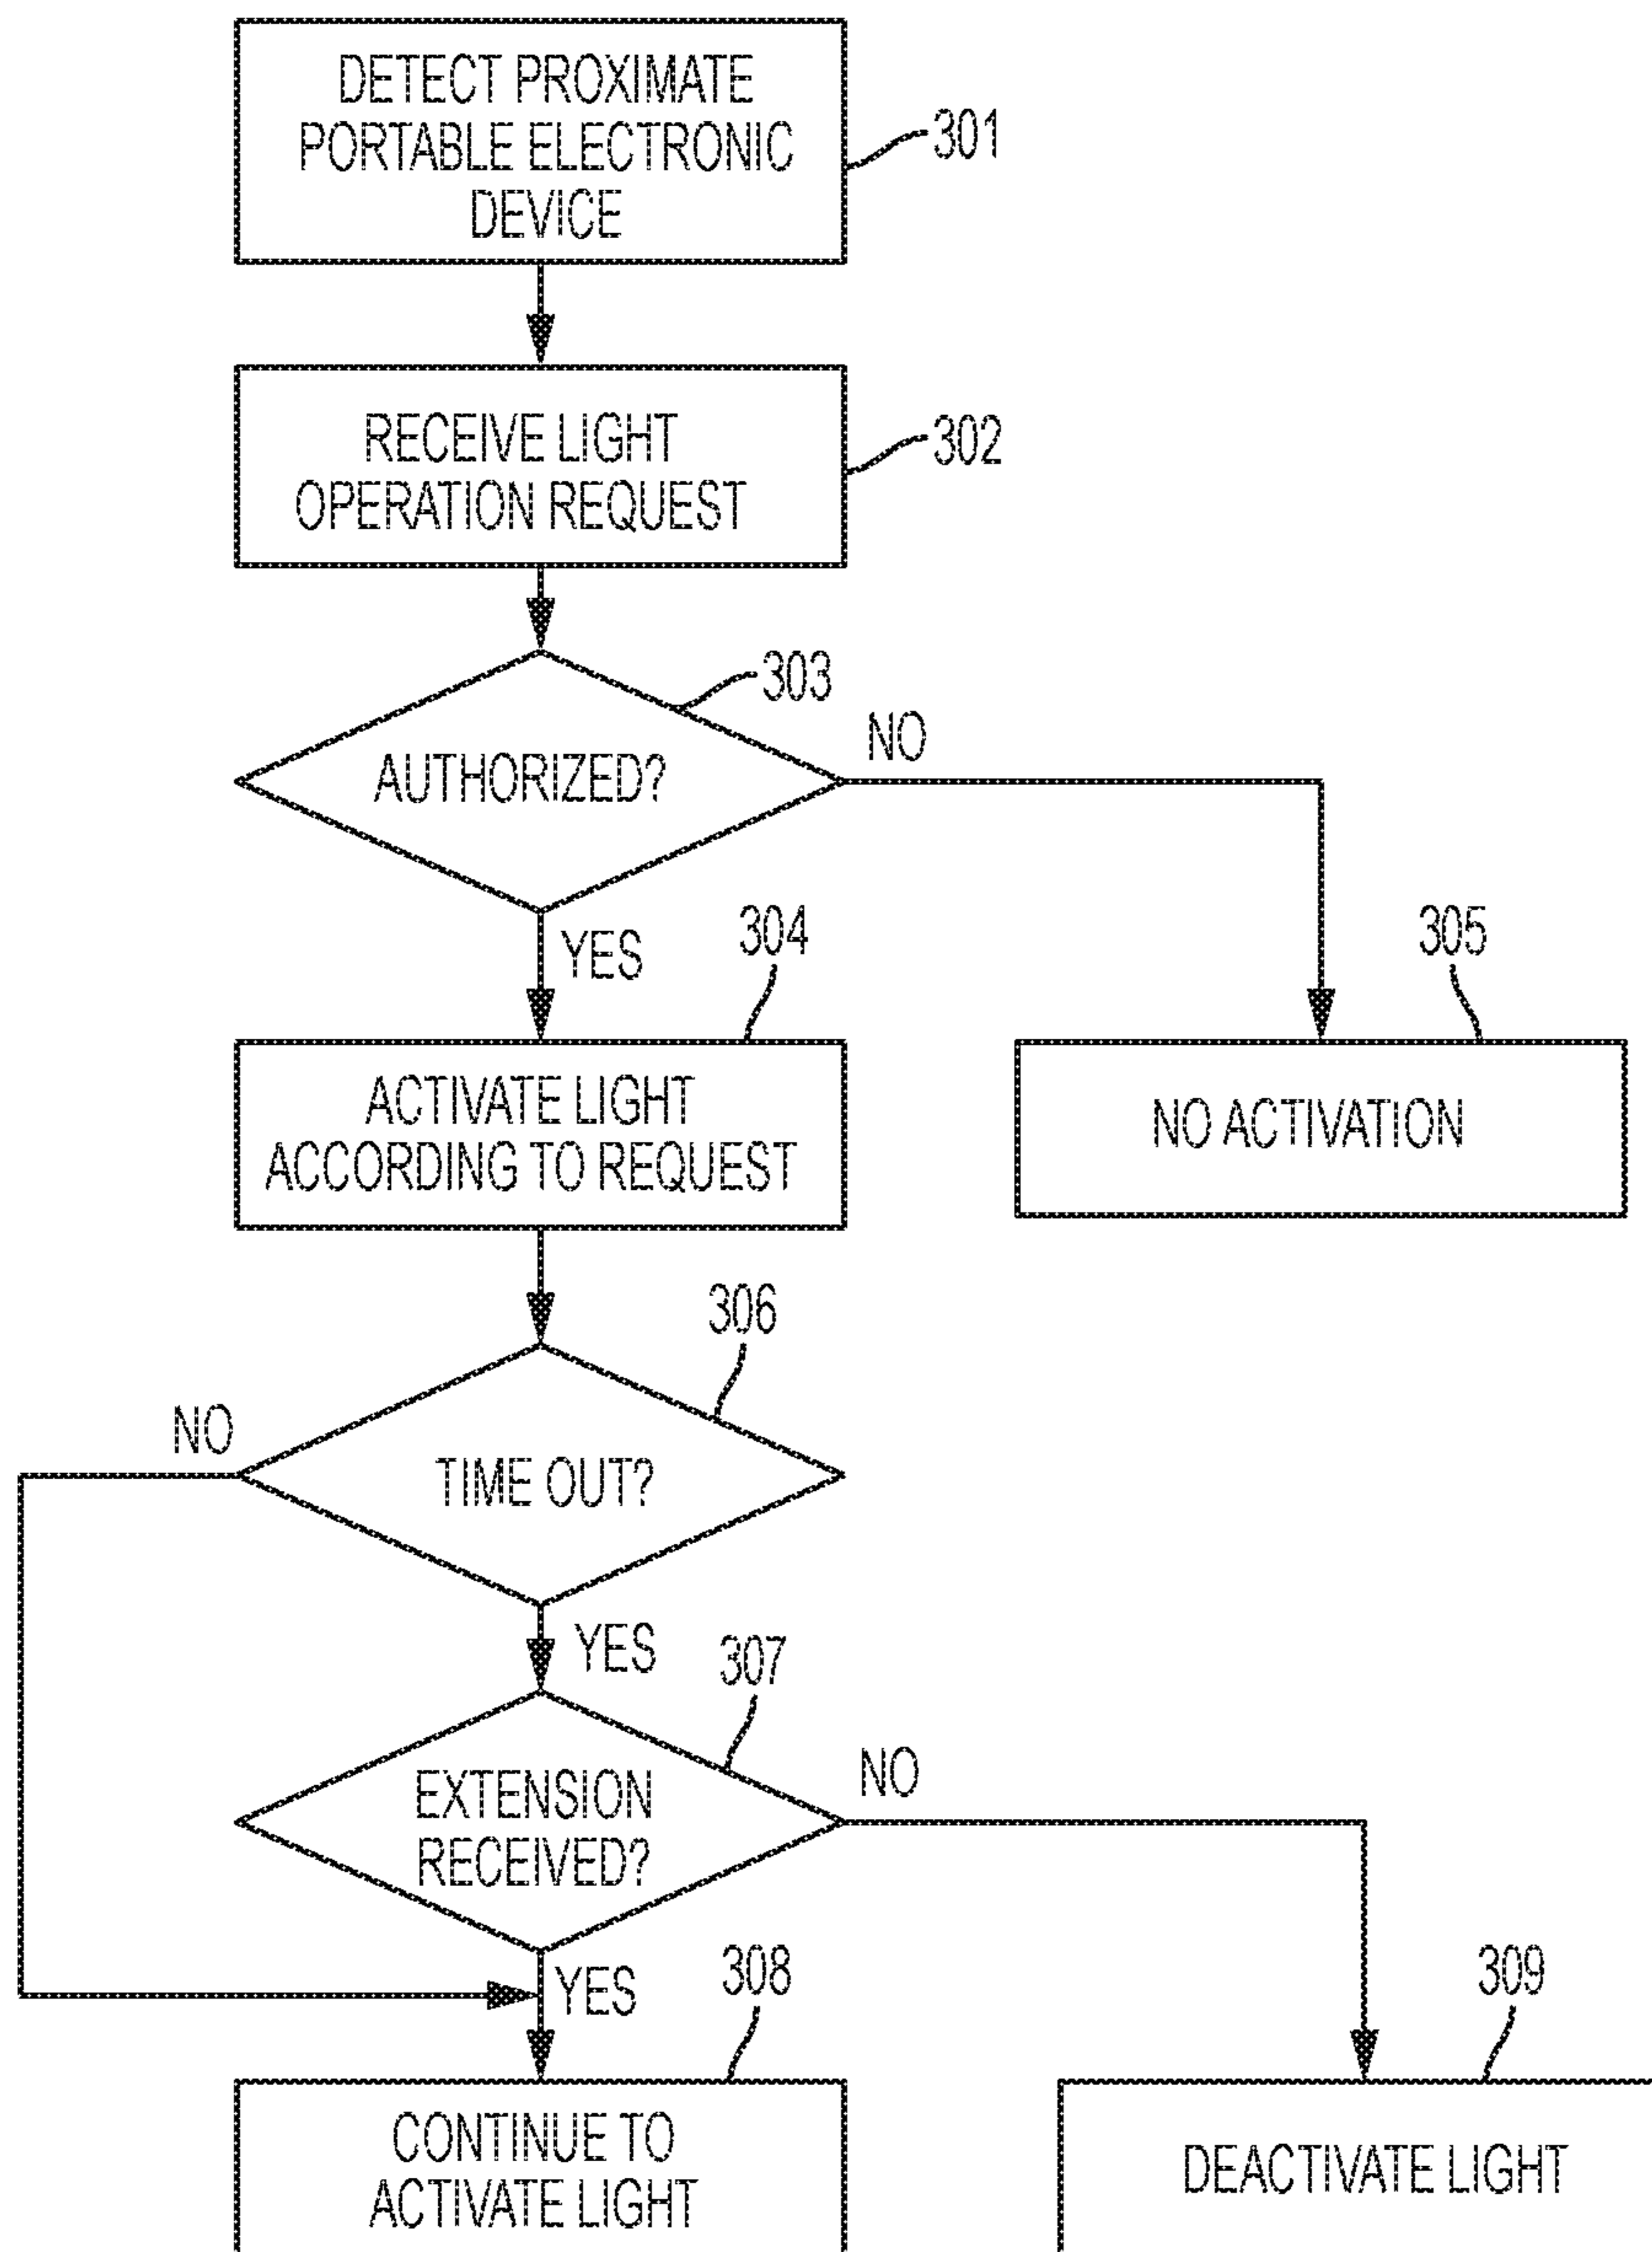 DETECT PROXIMATE
PORTABLE ELECTRONIC
DEVICE
301
RECEIVE LIGHT
OPERATION REQUEST
302
303
AUTHORIZED?
NO
YES
304
305
ACTIVATE LIGHT
ACCORDING TO REQUEST
NO ACTIVATION
306
NO
TIME OUT?
YES
307
EXTENSION
RECEIVED?
NO
YES
308
309
CONTINUE TO
ACTIVATE LIGHT
DEACTIVATE LIGHT